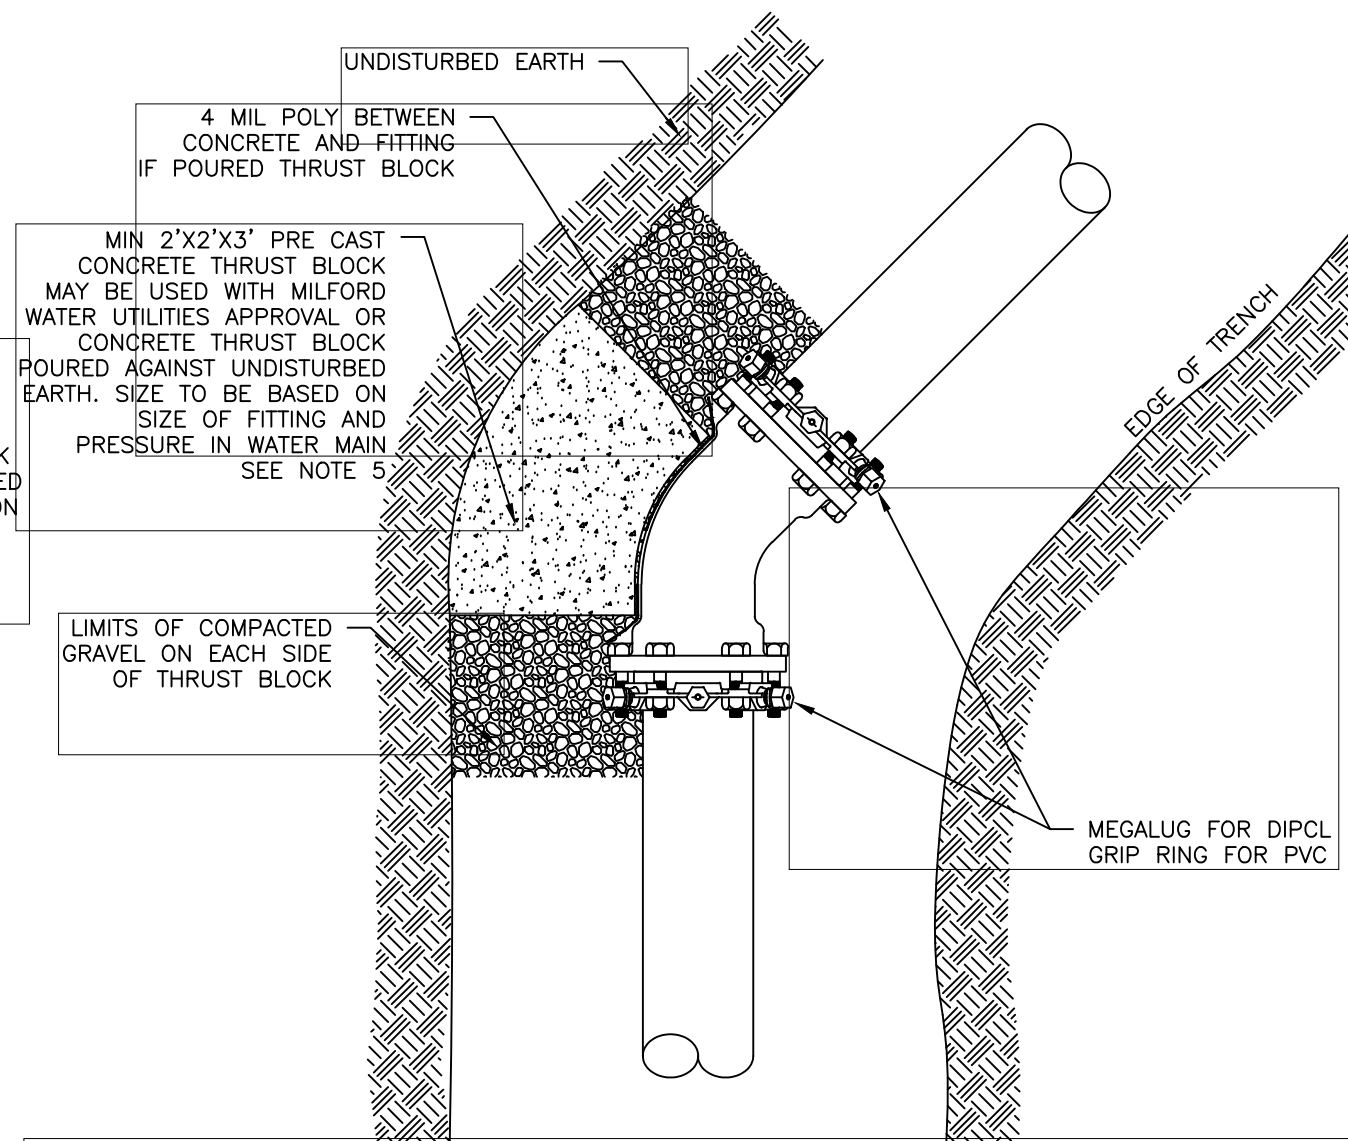 UNDISTURBED EARTH
4 MIL POLY BETWEEN
CONCRETE AND FITTING
IF POURED THRUST BLOCK
MIN 2'X2'X3' PRE CAST
CONCRETE THRUST BLOCK
MAY BE USED WITH MILFORD
WATER UTILITIES APPROVAL OR
CONCRETE THRUST BLOCK
POURED AGAINST UNDISTURBED
EARTH. SIZE TO BE BASED ON
SIZE OF FITTING AND
PRESSURE IN WATER MAIN
SEE NOTE 5
K
ED
ON
EDGE OF TRENCH
LIMITS OF COMPACTED
GRAVEL ON EACH SIDE
OF THRUST BLOCK
MEGALUG FOR DIPCL
GRIP RING FOR PVC